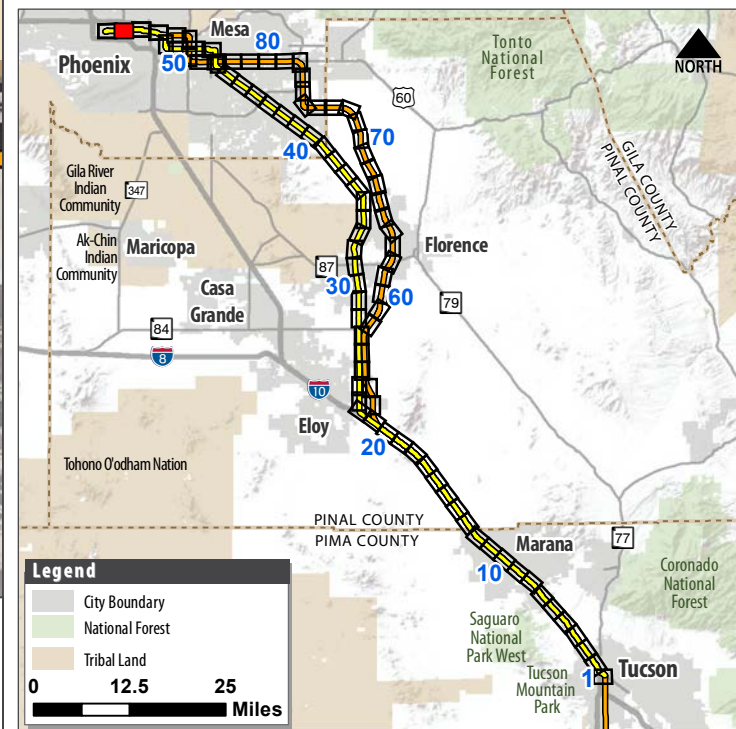 Mesa
80
Phoenix
50
Tonto
National
Forest
NORTH
60
70
40
GILA COUNTY
PINAL COUNTY
Gila River
Indian
Community
347
Ak-Chin
Indian
Community
Maricopa
Florence
87
30
60
Casa
Grande
79
84
8
10
Eloy
20
Tohono O'odham Nation
PINAL COUNTY
PIMA COUNTY
Marana
77
10
Coronado
National
Forest
Saguaro
National
Park West
Tucson
Mountain
Park
1
Tucson
Legend
City Boundary
National Forest
Tribal Land
0 12.5 25
Miles